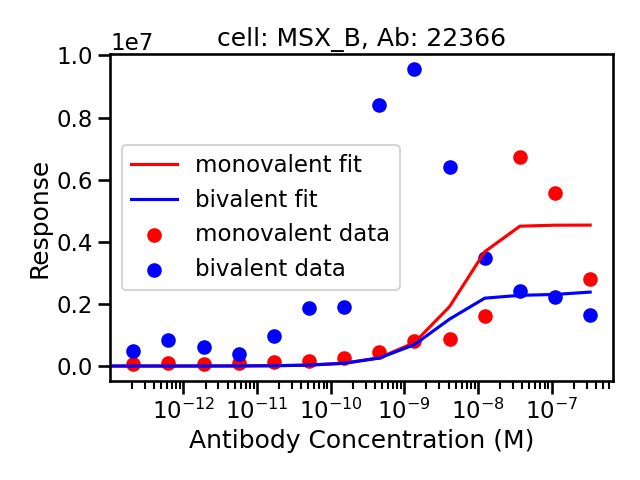 cell: MSX_B, Ab: 22366
1e7
1.0
0.8
0.6
0.4
0.2
0.0
Response
monovalent fit
bivalent fit
monovalent data
bivalent data
10⁻¹² 10⁻¹¹ 10⁻¹⁰ 10⁻⁹ 10⁻⁸ 10⁻⁷
Antibody Concentration (M)